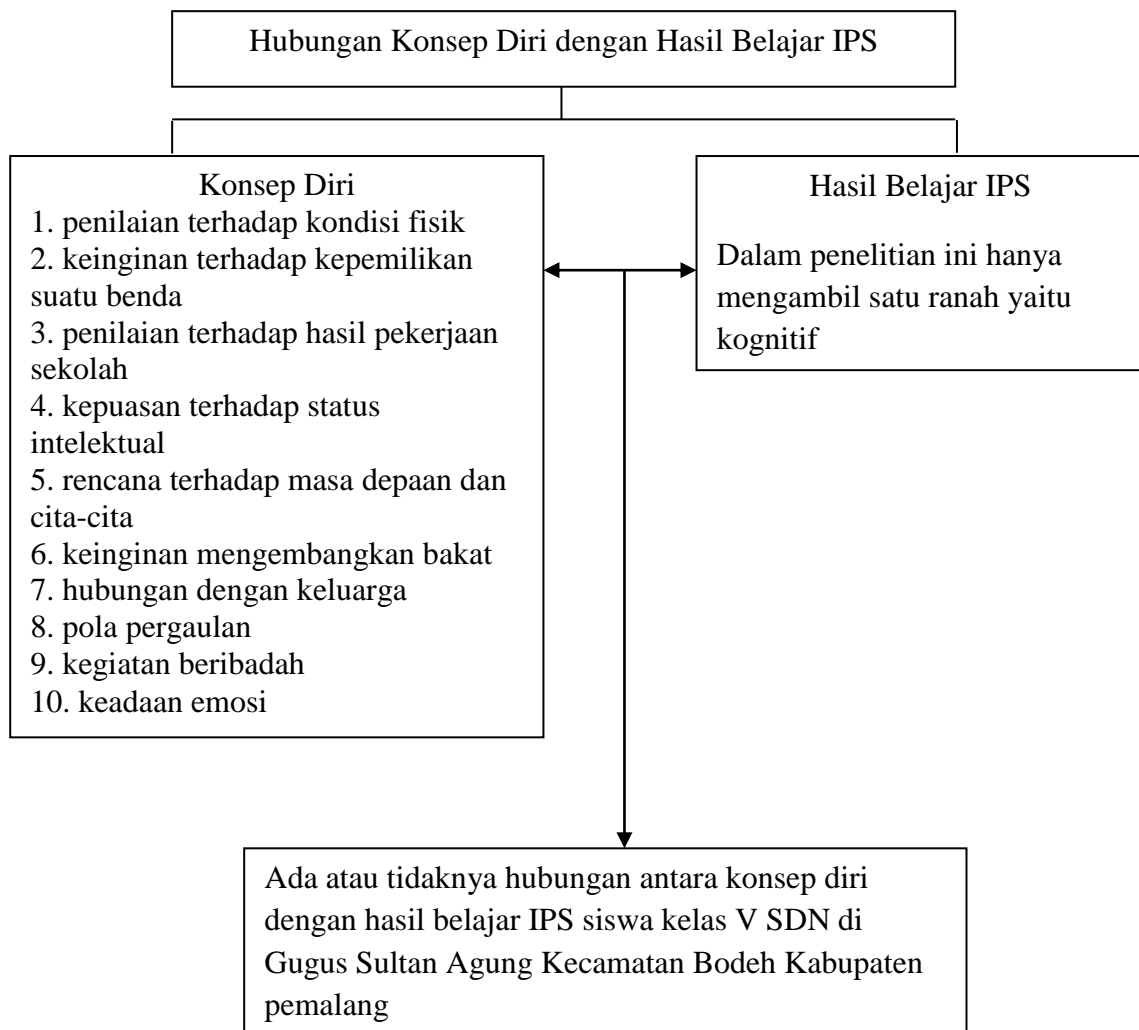 Hubungan Konsep Diri dengan Hasil Belajar IPS
Konsep Diri
1. penilaian terhadap kondisi fisik
2. keinginan terhadap kepemilikan
suatu benda
3. penilaian terhadap hasil pekerjaan
sekolah
4. kepuasan terhadap status
intelektual
5. rencana terhadap masa depaan dan
cita-cita
6. keinginan mengembangkan bakat
7. hubungan dengan keluarga
8. pola pergaulan
9. kegiatan beribadah
10. keadaan emosi
Hasil Belajar IPS
Dalam penelitian ini hanya
mengambil satu ranah yaitu
kognitif
Ada atau tidaknya hubungan antara konsep diri
dengan hasil belajar IPS siswa kelas V SDN di
Gugus Sultan Agung Kecamatan Bodeh Kabupaten
pemalang